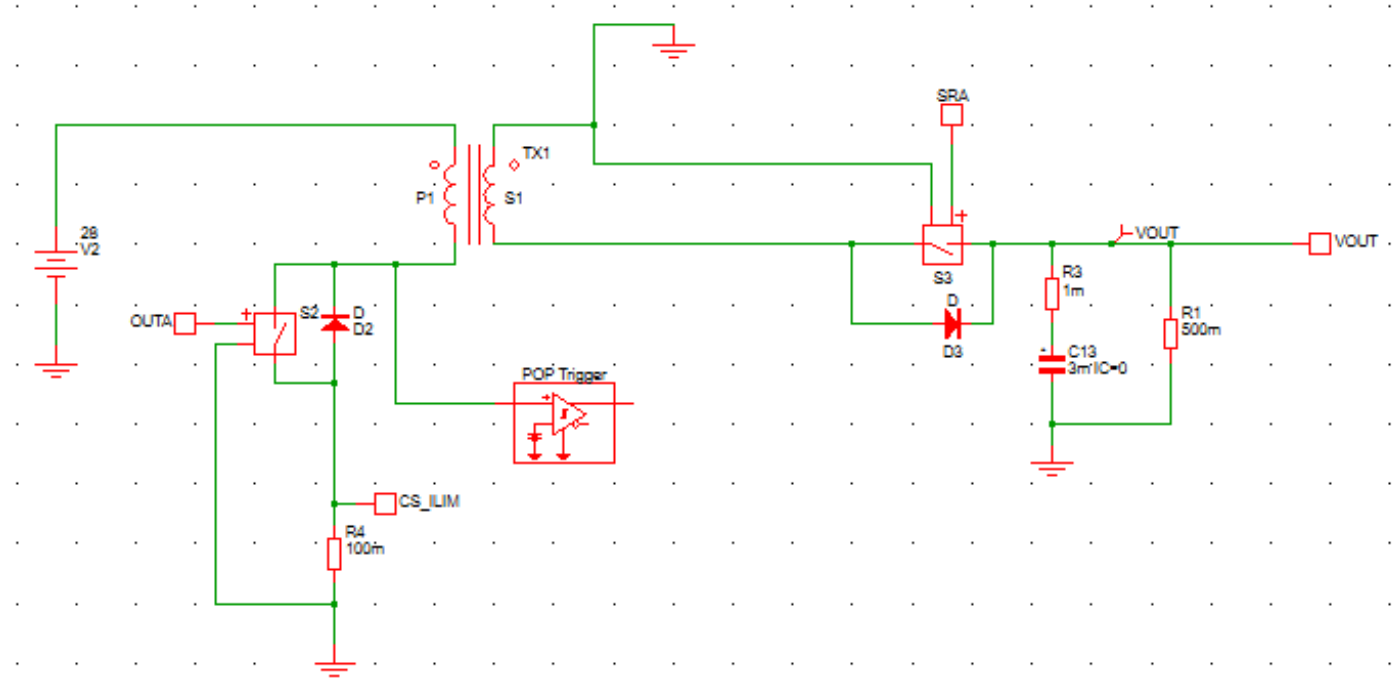 SRA
TX1
P1
S1
28
V2
VOUT
VOUT
S3
R3
1m
D
D3
R1
500m
OUTA
S2
D
D2
C13
3m IC=0
POP Trigger
CS_ILIM
R4
100m